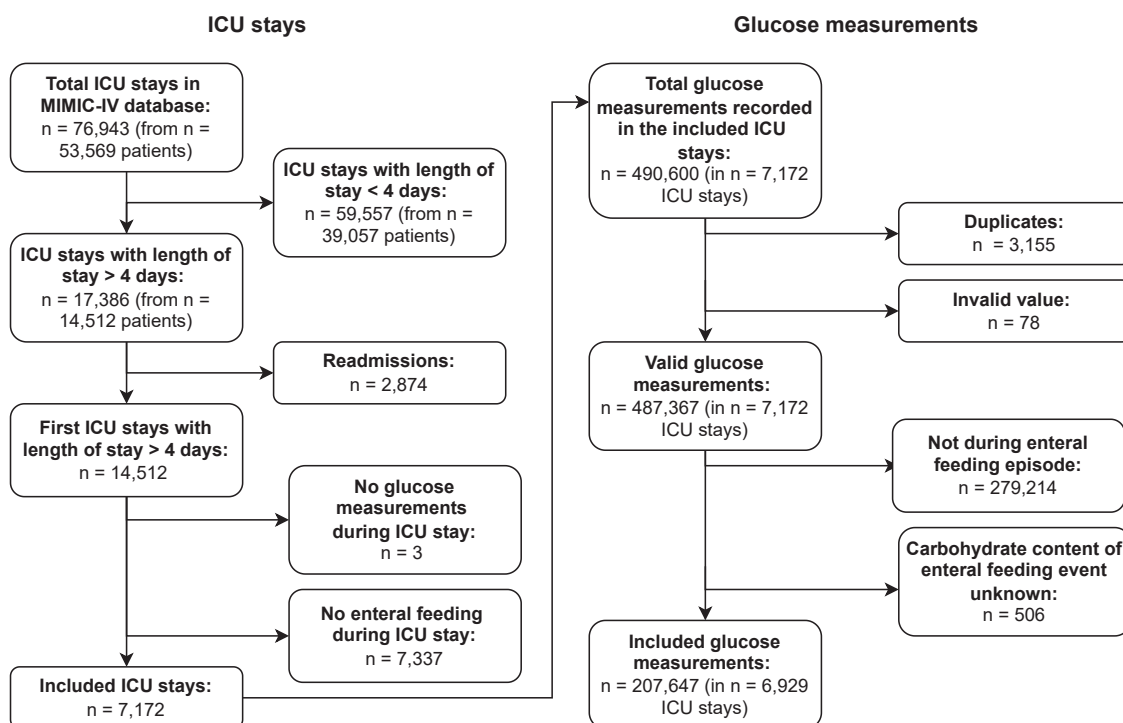 ICU stays
Total ICU stays in
MIMIC-IV database:
n = 76,943 (from n =
53,569 patients)
ICU stays with length of
stay < 4 days:
n = 59,557 (from n =
39,057 patients)
ICU stays with length of
stay > 4 days:
n = 17,386 (from n =
14,512 patients)
Readmissions:
n = 2,874
First ICU stays with
length of stay > 4 days:
n = 14,512
No glucose
measurements
during ICU stay:
n = 3
No enteral feeding
during ICU stay:
n = 7,337
Included ICU stays:
n = 7,172
Glucose measurements
Total glucose
measurements recorded
in the included ICU
stays:
n = 490,600 (in n = 7,172
ICU stays)
Duplicates:
n = 3,155
Invalid value:
n = 78
Valid glucose
measurements:
n = 487,367 (in n = 7,172
ICU stays)
Not during enteral
feeding episode:
n = 279,214
Carbohydrate content of
enteral feeding event
unknown:
n = 506
Included glucose
measurements:
n = 207,647 (in n = 6,929
ICU stays)